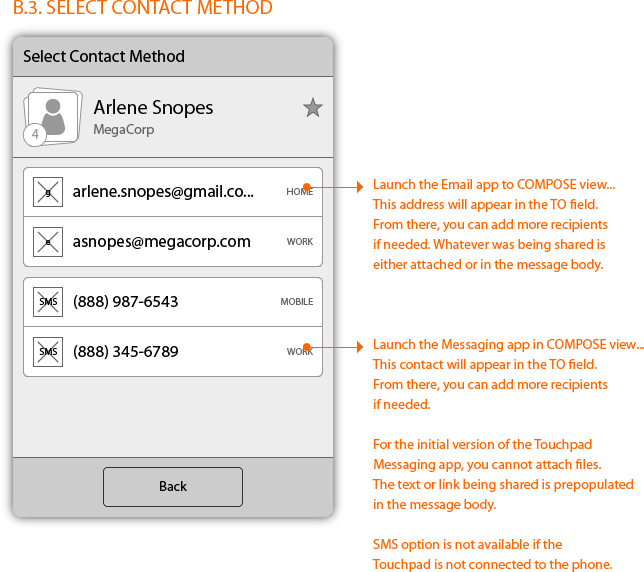 B.3. SELECT CONTACT METHOD
Select Contact Method
Arlene Snopes
MegaCorp
4
g
arlene.snopes@gmail.co...
HOME
e
asnopes@megacorp.com
WORK
SMS
(888) 987-6543
MOBILE
SMS
(888) 345-6789
WORK
Back
Launch the Email app to COMPOSE view...
This address will appear in the TO field.
From there, you can add more recipients
if needed. Whatever was being shared is
either attached or in the message body.
Launch the Messaging app in COMPOSE view...
This contact will appear in the TO field.
From there, you can add more recipients
if needed.
For the initial version of the Touchpad
Messaging app, you cannot attach files.
The text or link being shared is prepopulated
in the message body.
SMS option is not available if the
Touchpad is not connected to the phone.